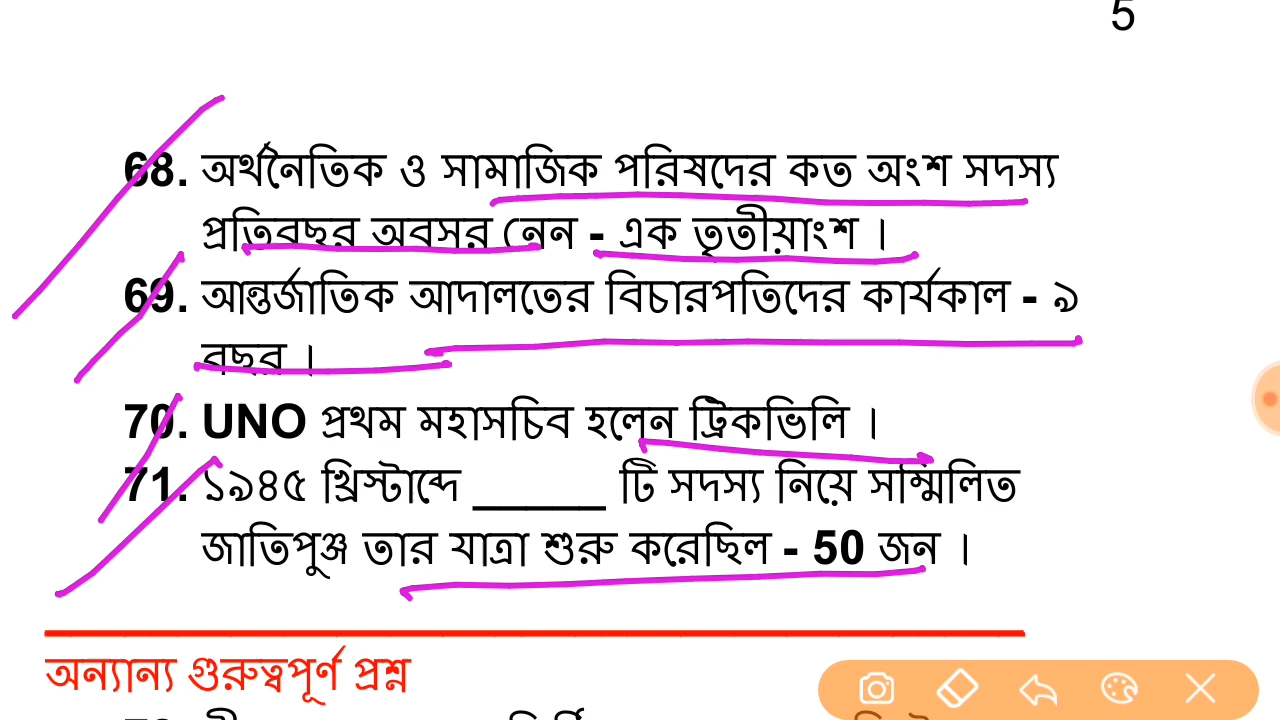 5
68. অর্থনৈতিক ও সামাজিক পরিষদের কত অংশ সদস্য
প্রতিবছর অবসর নেন - এক তৃতীয়াংশ ।
69. আন্তর্জাতিক আদালতের বিচারপতিদের কার্যকাল - ৯
বছর ।
70. UNO প্রথম মহাসচিব হলেন ট্রিকভিলি ।
71. ১৯৪৫ খ্রিস্টাব্দে ______ টি সদস্য নিয়ে সম্মিলিত
জাতিপুঞ্জ তার যাত্রা শুরু করেছিল - 50 জন ।
অন্যান্য গুরুত্বপূর্ণ প্রশ্ন